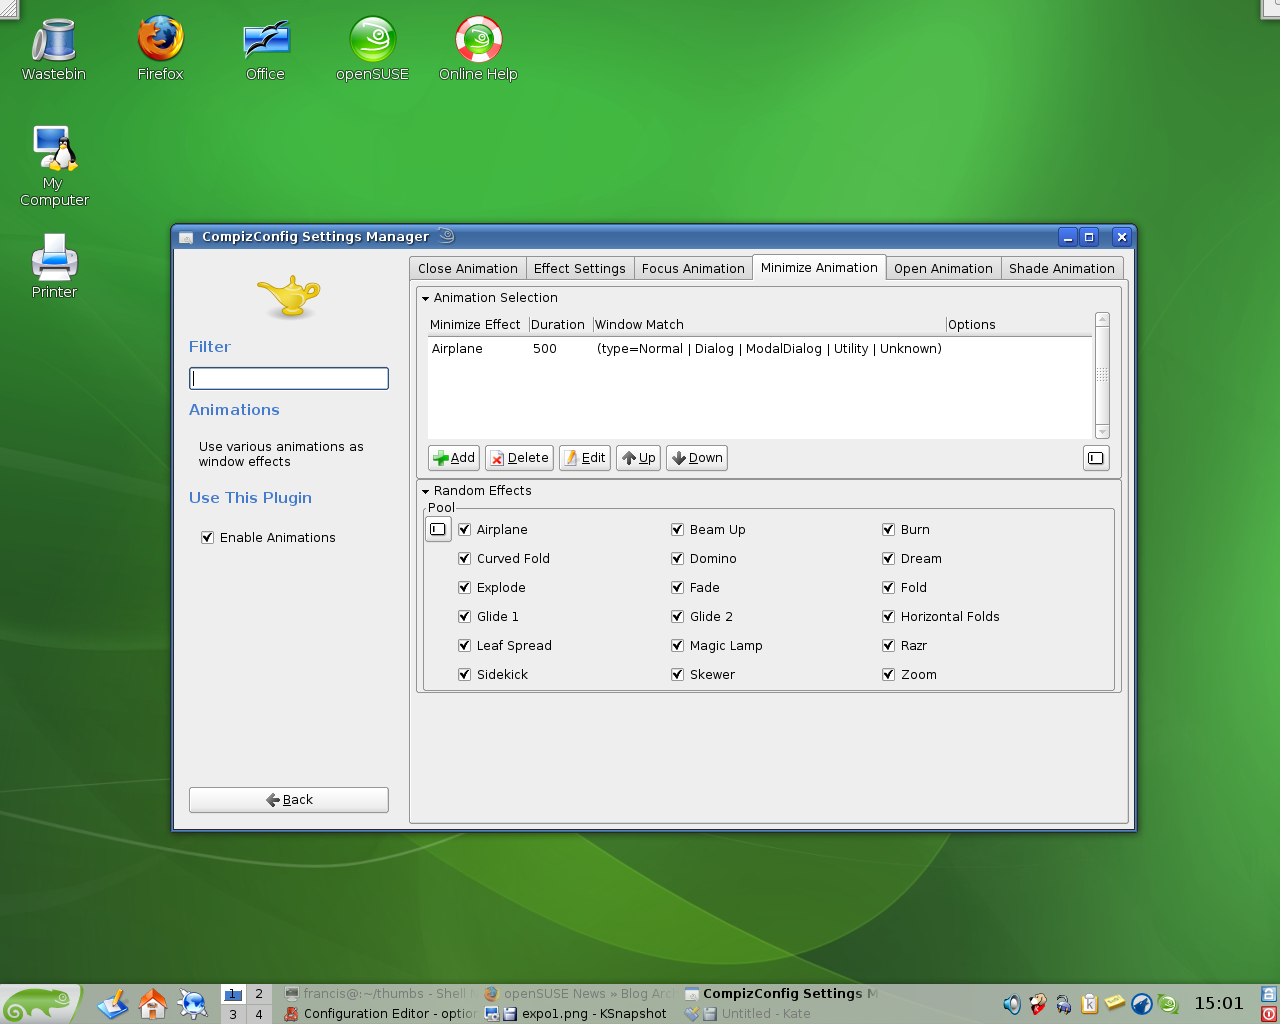 Wastebin
Firefox
Office
openSUSE
Online Help
My
Computer
Printer
CompizConfig Settings Manager
Filter
Animations
Use various animations as
window effects
Use This Plugin
Enable Animations
Back
Close Animation
Effect Settings
Focus Animation
Minimize Animation
Open Animation
Shade Animation
Animation Selection
Minimize Effect Duration Window Match Options
Airplane 500 (type=Normal | Dialog | ModalDialog | Utility | Unknown)
Add Delete Edit Up Down
Random Effects
Pool
Airplane Beam Up Burn
Curved Fold Domino Dream
Explode Fade Fold
Glide 1 Glide 2 Horizontal Folds
Leaf Spread Magic Lamp Razr
Sidekick Skewer Zoom
1 2
3 4
francis@:~/thumbs - Shell
openSUSE News » Blog Arc
CompizConfig Settings M
Configuration Editor - option
expo1.png - KSnapshot
Untitled - Kate
15:01